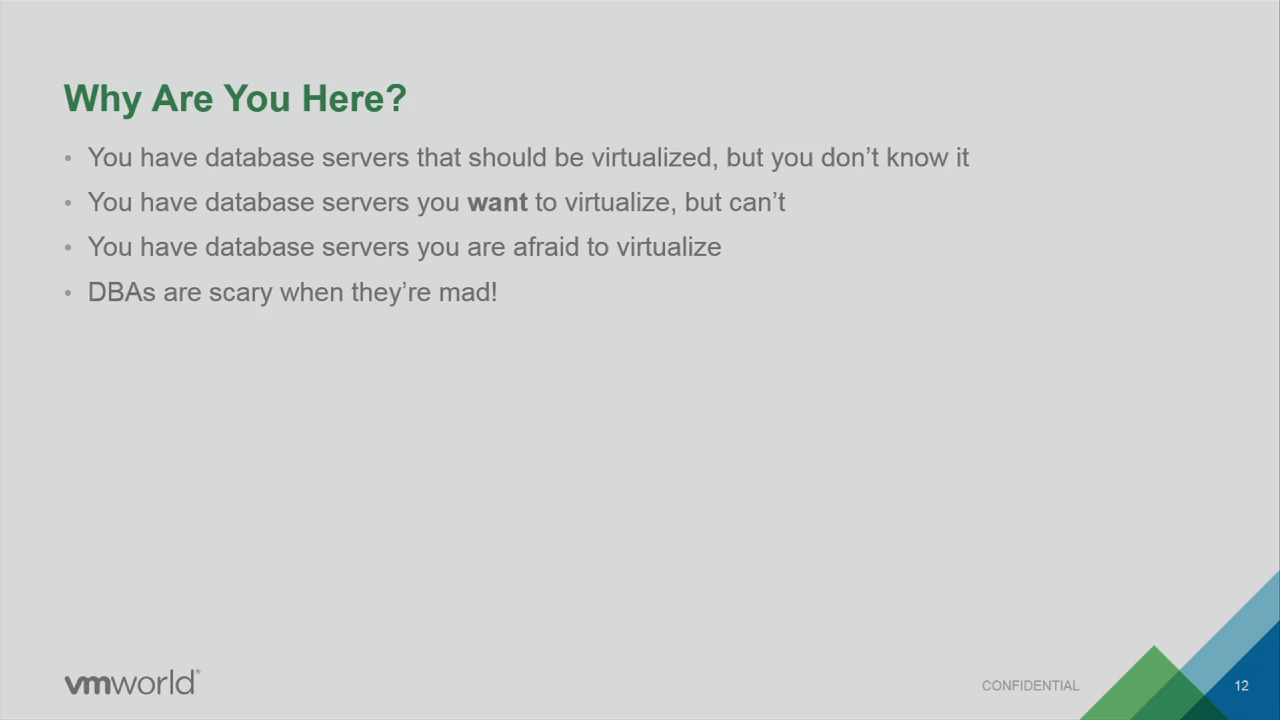 Why Are You Here?
• You have database servers that should be virtualized, but you don’t know it
• You have database servers you want to virtualize, but can’t
• You have database servers you are afraid to virtualize
• DBAs are scary when they’re mad!
vmworld®
CONFIDENTIAL
12